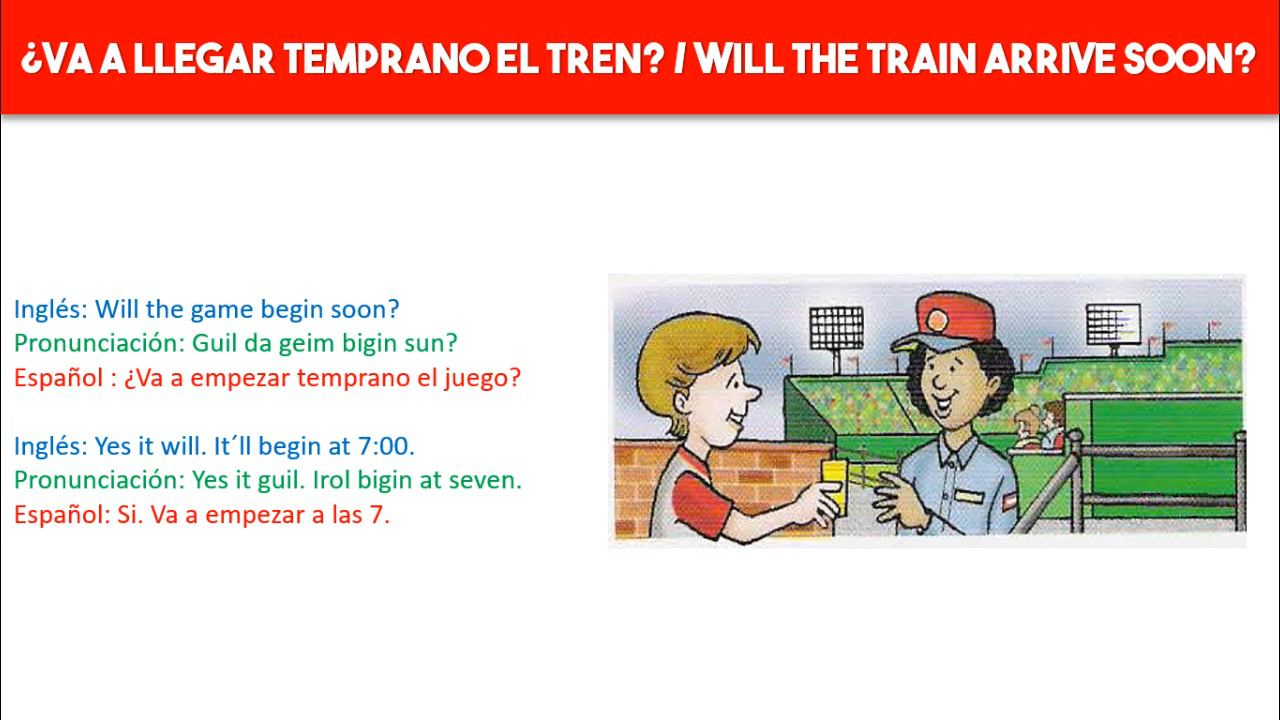 ¿VA A LLEGAR TEMPRANO EL TREN? / WILL THE TRAIN ARRIVE SOON?
Inglés: Will the game begin soon?
Pronunciación: Guil da geim bigin sun?
Español : ¿Va a empezar temprano el juego?
Inglés: Yes it will. It´ll begin at 7:00.
Pronunciación: Yes it guil. Irol bigin at seven.
Español: Si. Va a empezar a las 7.